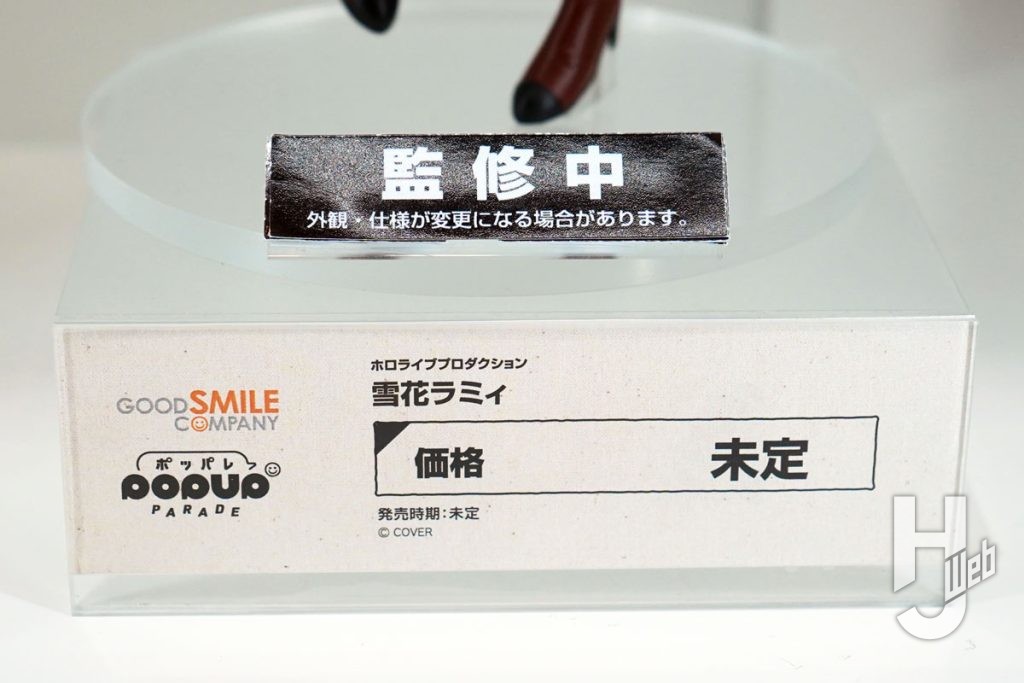 監修中
外観・仕様が変更になる場合があります。
GOOD SMILE
COMPANY
ポッパレ
POPUP
PARADE
ホロライブプロダクション
雪花ラミィ
価格 未定
発売時期：未定
© COVER
HJ Web